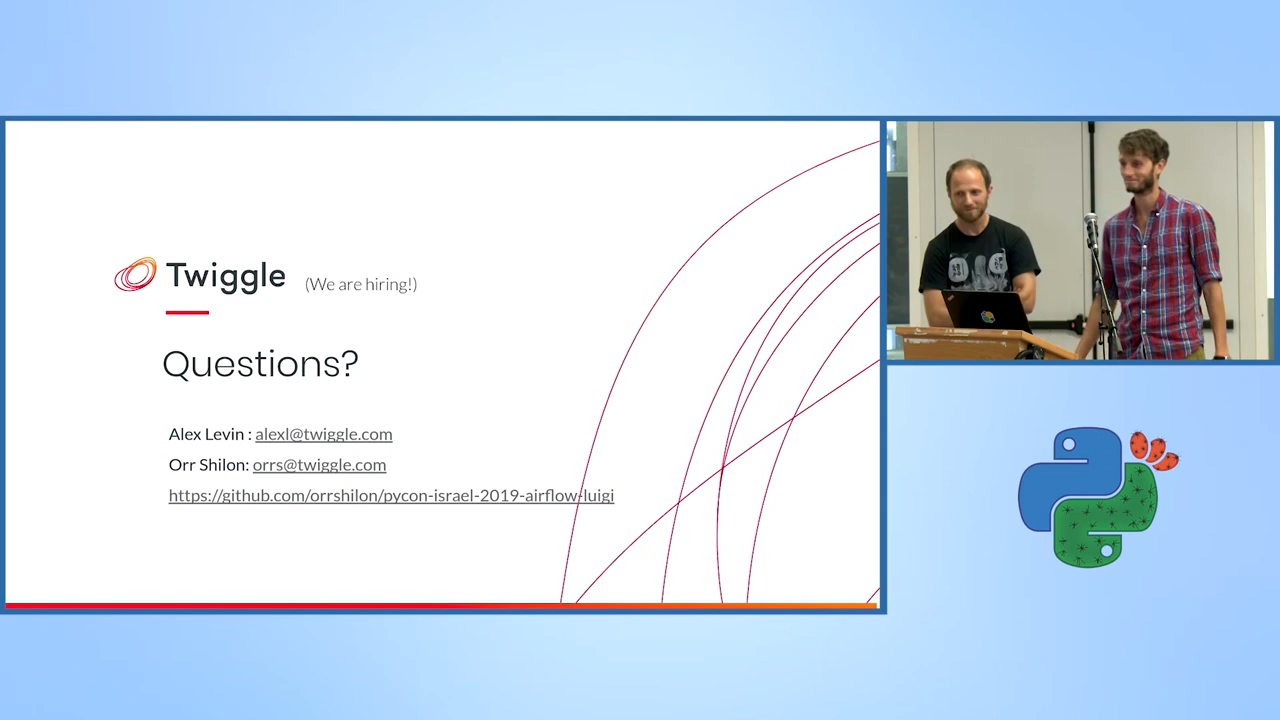 Twiggle (We are hiring!)
Questions?
Alex Levin : alexl@twiggle.com
Orr Shilon: orrs@twiggle.com
https://github.com/orrshilon/pycon-israel-2019-airflow-luigi